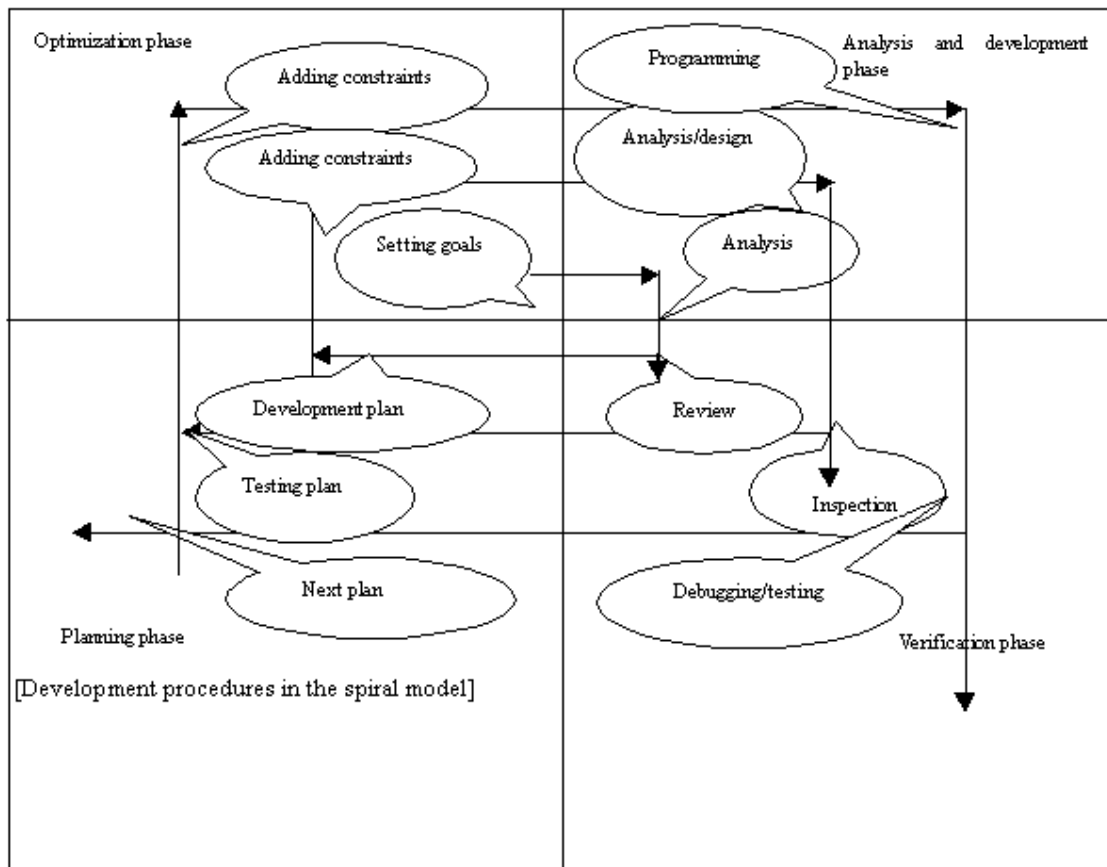 Optimization phase
Programming
Analysis and development
phase
Adding constraints
Analysis/design
Adding constraints
Setting goals
Analysis
Development plan
Review
Testing plan
Inspection
Next plan
Debugging/testing
Planning phase
Verification phase
[Development procedures in the spiral model]